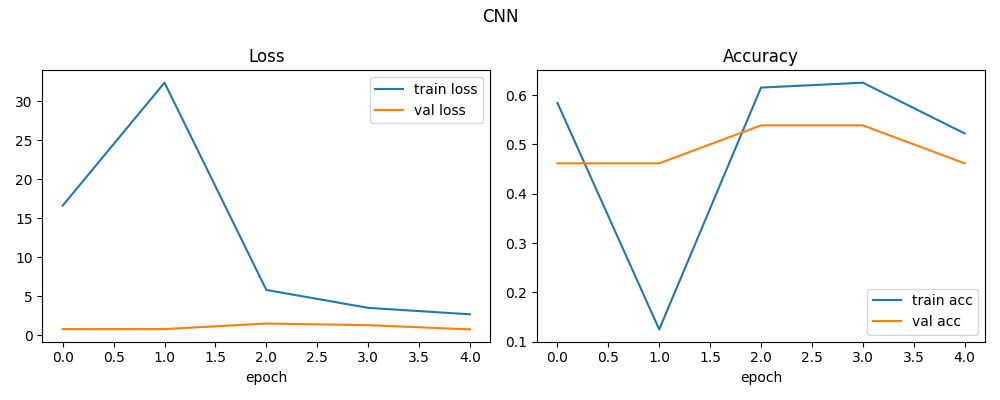 CNN
Loss
train loss
val loss
30
25
20
15
10
5
0
0.0 0.5 1.0 1.5 2.0 2.5 3.0 3.5 4.0
epoch
Accuracy
0.6
0.5
0.4
0.3
0.2
0.1
train acc
val acc
0.0 0.5 1.0 1.5 2.0 2.5 3.0 3.5 4.0
epoch